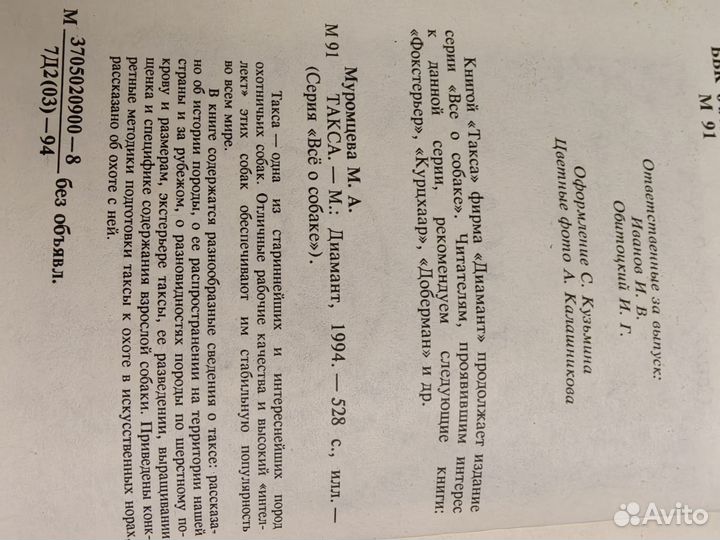 М 91
Ответственные за выпуск:
Иванов И. В.
Обитоцкий И. Г.
Оформление С. Кузьмина
Цветные фото А. Калашникова
Книгой «Такса» фирма «Диамант» продолжает издание
серии «Все о собаке». Читателям, проявившим интерес
к данной серии, рекомендуем следующие книги:
«Фокстерьер», «Курцхаар», «Доберман» и др.
Муромцева М. А.
М 91 ТАКСА. — М.: Диамант, 1994. — 528 с., илл. —
(Серия «Всё о собаке»).
Такса — одна из стариннейших и интереснейших пород
охотничьих собак. Отличные рабочие качества и высокий «интел-
лект» этих собак обеспечивают им стабильную популярность
во всем мире.
В книге содержатся разнообразные сведения о таксе: рассказа-
но об истории породы, о ее распространении на территории нашей
страны и за рубежом, о разновидностях породы по шерстному по-
крову и размерам, экстерьере таксы, ее разведении, выращивании
щенка и специфике содержания взрослой собаки. Приведены конк-
ретные методики подготовки таксы к охоте в искусственных норах,
рассказано об охоте с ней.
М 3705020900—8
7Д2(03)—94 без объявл.
Avito